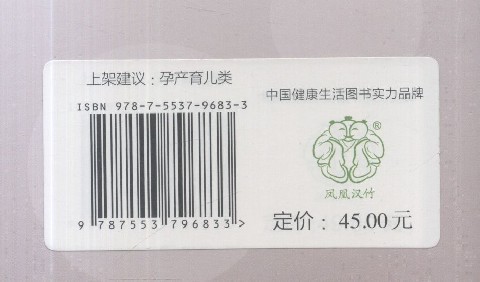 上架建议：孕产育儿类
ISBN 978-7-5537-9683-3
9 787553 796833 >
中国健康生活图书实力品牌
®
凤凰汉竹
定价：45.00元